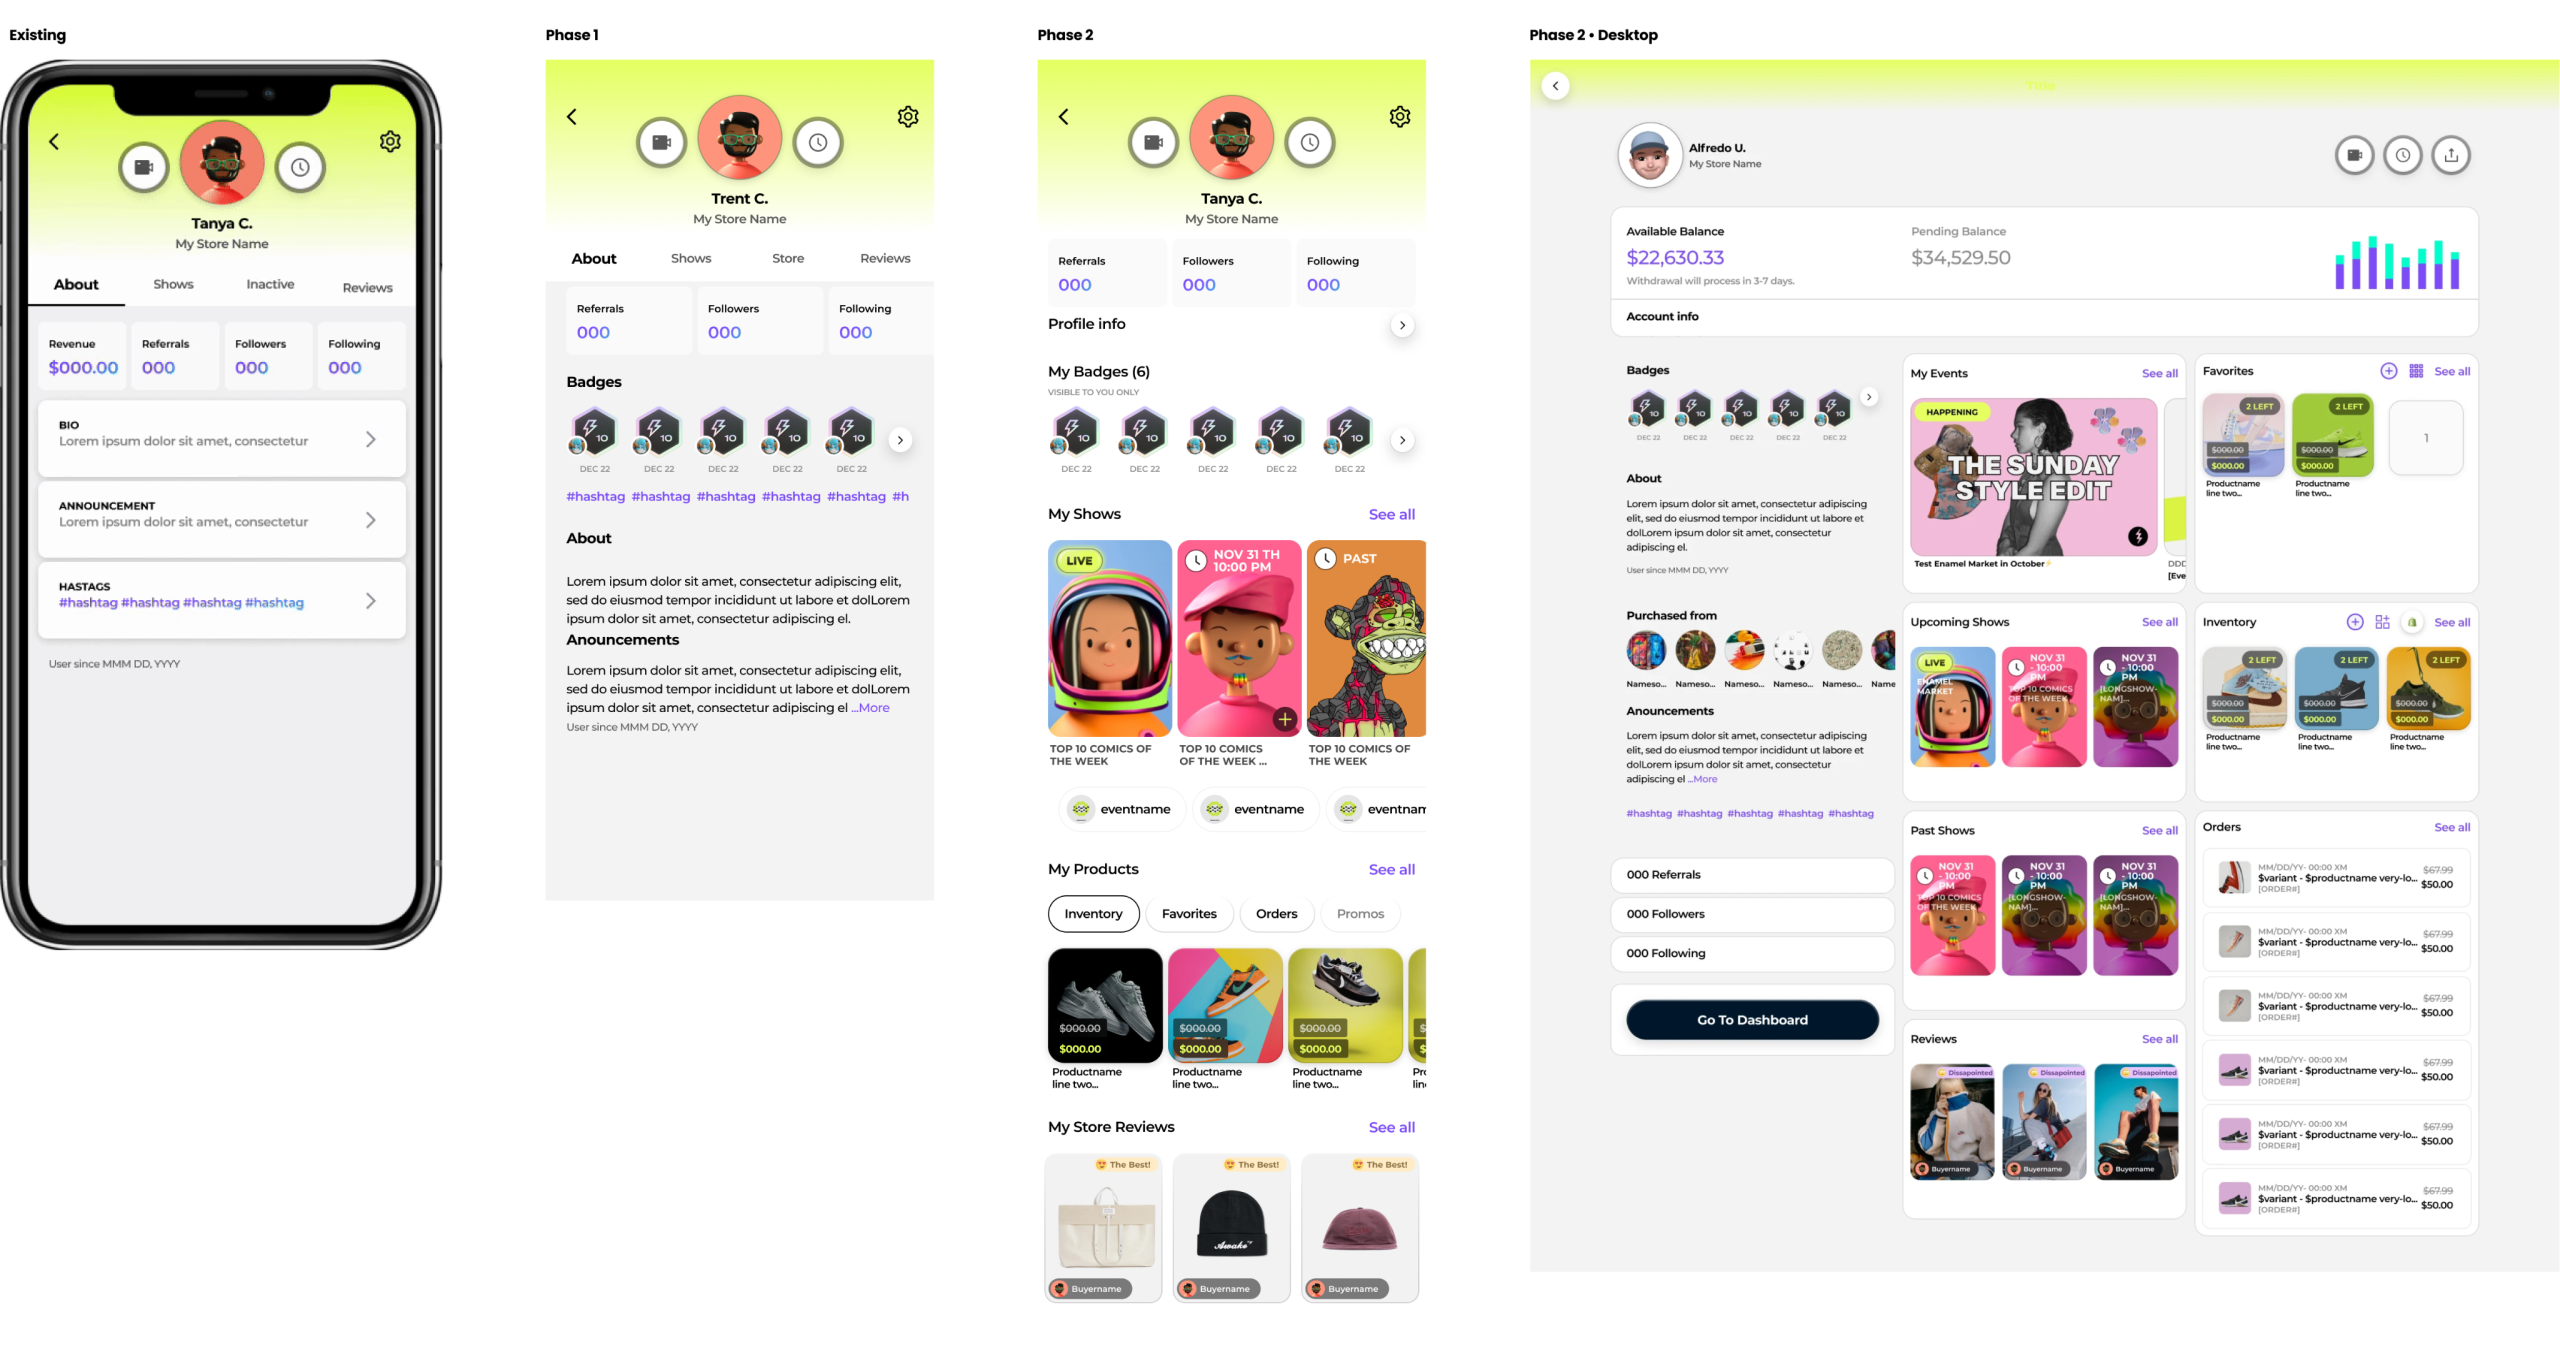 Existing
Tanya C.
My Store Name
About
Shows
Inactive
Reviews
Revenue
$000.00
Referrals
000
Followers
000
Following
000
BIO
Lorem ipsum dolor sit amet, consectetur
ANNOUNCEMENT
Lorem ipsum dolor sit amet, consectetur
HASTAGS
#hashtag #hashtag #hashtag #hashtag
User since MMM DD, YYYY
Phase 1
Trent C.
My Store Name
About
Shows
Store
Reviews
Referrals
000
Followers
000
Following
000
Badges
10
10
10
10
10
DEC 22
DEC 22
DEC 22
DEC 22
DEC 22
#hashtag #hashtag #hashtag #hashtag #hashtag #h
About
Lorem ipsum dolor sit amet, consectetur adipiscing elit,
sed do eiusmod tempor incididunt ut labore et dolLorem
ipsum dolor sit amet, consectetur adipiscing el.
Anouncements
Lorem ipsum dolor sit amet, consectetur adipiscing elit,
sed do eiusmod tempor incididunt ut labore et dolLorem
ipsum dolor sit amet, consectetur adipiscing el ...More
User since MMM DD, YYYY
Phase 2
Tanya C.
My Store Name
Referrals
000
Followers
000
Following
000
Profile info
My Badges (6)
VISIBLE TO YOU ONLY
10
10
10
10
10
DEC 22
DEC 22
DEC 22
DEC 22
DEC 22
My Shows
See all
LIVE
NOV 31 TH
10:00 PM
PAST
TOP 10 COMICS OF
THE WEEK
TOP 10 COMICS
OF THE WEEK ...
TOP 10 COMICS OF
THE WEEK
eventname
eventname
eventnam
My Products
See all
Inventory
Favorites
Orders
Promos
$000.00
$000.00
$000.00
$000.00
$000.00
$000.00
$
$
Productname
line two...
Productname
line two...
Productname
line two...
Pro
lin
My Store Reviews
See all
The Best!
The Best!
The Best!
Awake
Buyername
Buyername
Buyername
Phase 2 • Desktop
Title
Alfredo U.
My Store Name
Available Balance
$22,630.33
Withdrawal will process in 3-7 days.
Pending Balance
$34,529.50
Account info
Badges
10
10
10
10
10
DEC 22
DEC 22
DEC 22
DEC 22
DEC 22
About
Lorem ipsum dolor sit amet, consectetur adipiscing
elit, sed do eiusmod tempor incididunt ut labore et
dolLorem ipsum dolor sit amet, consectetur
adipiscing el.
User since MMM DD, YYYY
Purchased from
Nameso...
Nameso...
Nameso...
Nameso...
Nameso...
Name
Anouncements
Lorem ipsum dolor sit amet, consectetur adipiscing
elit, sed do eiusmod tempor incididunt ut labore et
dolLorem ipsum dolor sit amet, consectetur
adipiscing el ...More
#hashtag #hashtag #hashtag #hashtag #hashtag
000 Referrals
000 Followers
000 Following
Go To Dashboard
My Events
See all
HAPPENING
THE SUNDAY
STYLE EDIT
Test Enamel Market in October
DDD
[Eve
Upcoming Shows
See all
LIVE
ENAMEL
MARKET
NOV 31
- 10:00
PM
TOP 10 COMICS
OF THE WEEK
NOV 31
- 10:00
PM
[LONGSHOW-
NAM]...
Past Shows
See all
NOV 31
- 10:00
PM
TOP 10 COMICS
OF THE WEEK
NOV 31
- 10:00
PM
[LONGSHOW-
NAM]...
NOV 31
- 10:00
PM
[LONGSHOW-
NAM]...
Reviews
See all
Dissapointed
Dissapointed
Dissapointed
Buyername
Buyername
Buyername
Favorites
See all
2 LEFT
2 LEFT
$000.00
$000.00
$000.00
$000.00
1
Productname
line two...
Productname
line two...
Inventory
See all
2 LEFT
2 LEFT
2 LEFT
$000.00
$000.00
$000.00
$000.00
$000.00
$000.00
Productname
line two...
Productname
line two...
Productname
line two...
Orders
See all
MM/DD/YY- 00:00 XM
$variant - $productname very-lo...
[ORDER#]
$67.99
$50.00
MM/DD/YY- 00:00 XM
$variant - $productname very-lo...
[ORDER#]
$67.99
$50.00
MM/DD/YY- 00:00 XM
$variant - $productname very-lo...
[ORDER#]
$67.99
$50.00
MM/DD/YY- 00:00 XM
$variant - $productname very-lo...
[ORDER#]
$67.99
$50.00
MM/DD/YY- 00:00 XM
$variant - $productname very-lo...
[ORDER#]
$67.99
$50.00
MM/DD/YY- 00:00 XM
$variant - $productname very-lo...
[ORDER#]
$67.99
$50.00